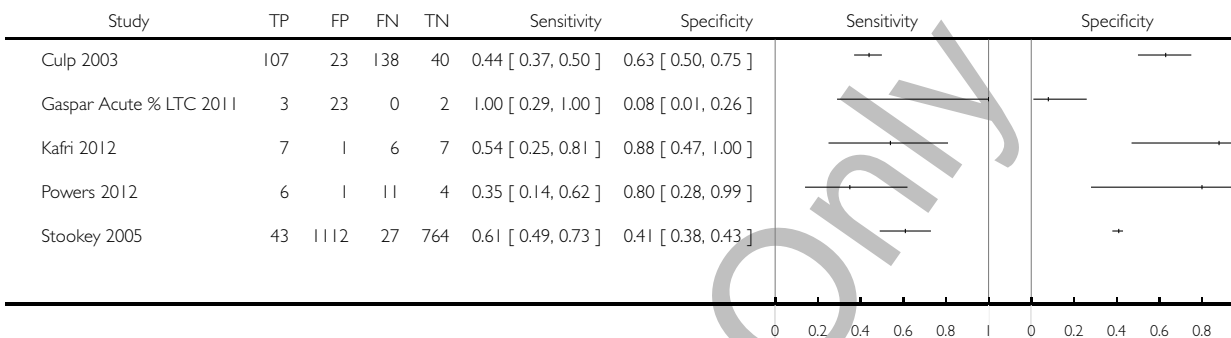 Study TP FP FN TN Sensitivity Specificity Sensitivity Specificity
Culp 2003 107 23 138 40 0.44 [ 0.37, 0.50 ] 0.63 [ 0.50, 0.75 ]
Gaspar Acute % LTC 2011 3 23 0 2 1.00 [ 0.29, 1.00 ] 0.08 [ 0.01, 0.26 ]
Kafri 2012 7 1 6 7 0.54 [ 0.25, 0.81 ] 0.88 [ 0.47, 1.00 ]
Powers 2012 6 1 11 4 0.35 [ 0.14, 0.62 ] 0.80 [ 0.28, 0.99 ]
Stookey 2005 43 1112 27 764 0.61 [ 0.49, 0.73 ] 0.41 [ 0.38, 0.43 ]
0 0.2 0.4 0.6 0.8 1 0 0.2 0.4 0.6 0.8
Only